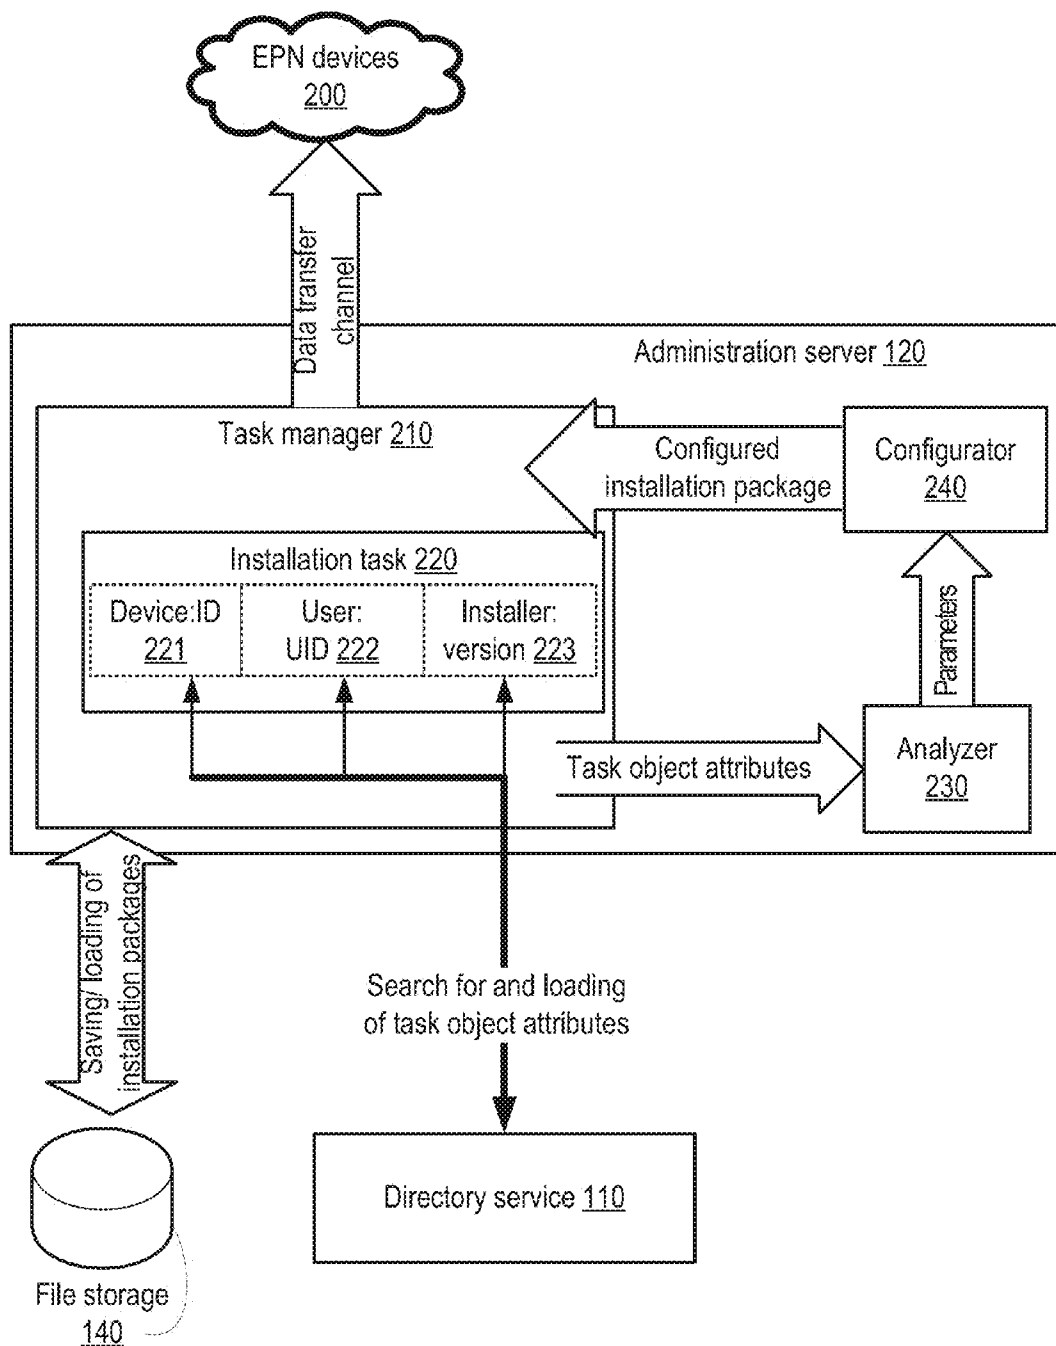 EPN devices
200
Data transfer
channel
Administration server 120
Task manager 210
Configured
installation package
Configurator
240
Installation task 220
Device:ID
221
User:
UID 222
Installer:
version 223
Parameters
Task object attributes
Analyzer
230
Saving/ loading of
installation packages
Search for and loading
of task object attributes
Directory service 110
File storage
140